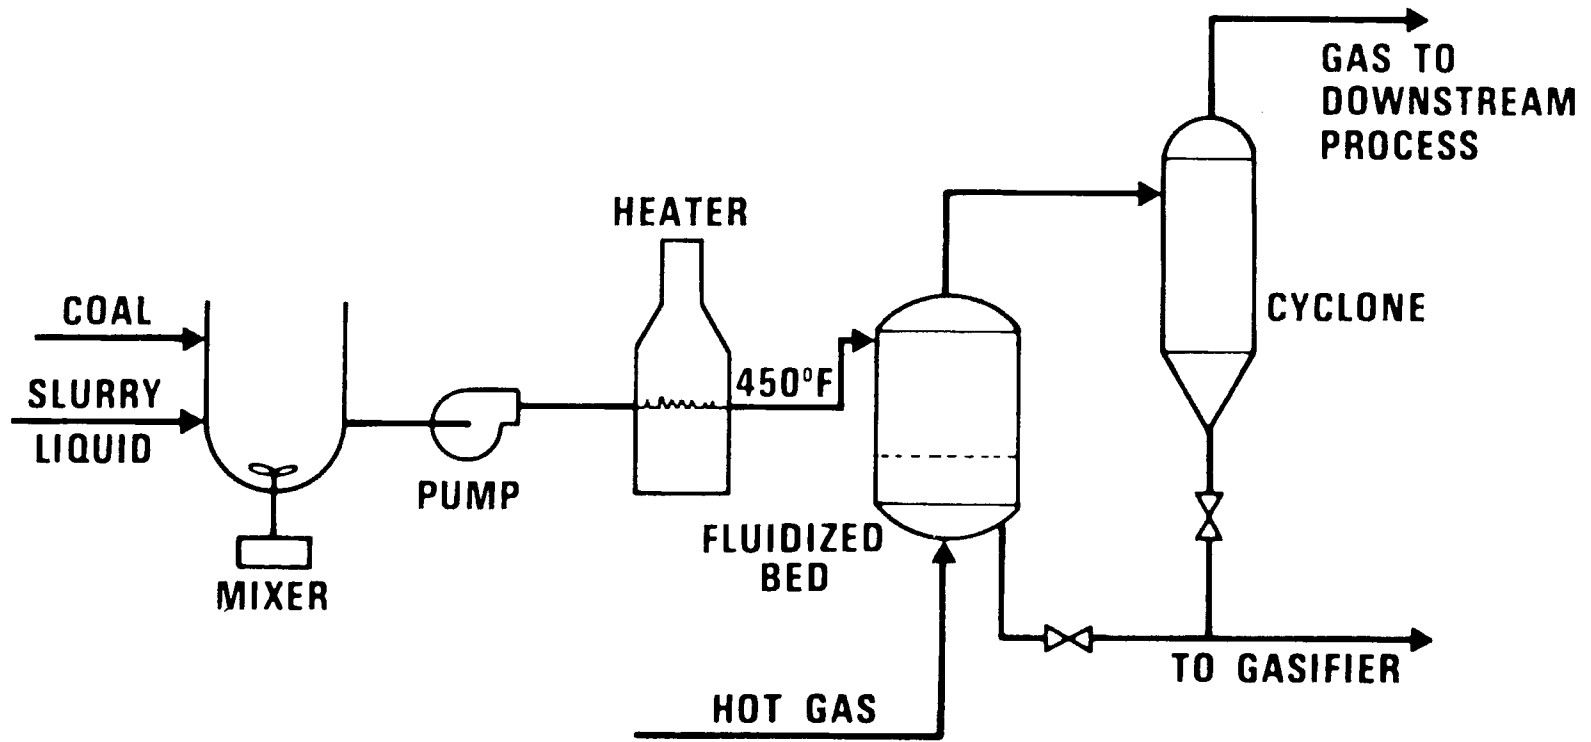 GAS TO
DOWNSTREAM
PROCESS
HEATER
COAL
CYCLONE
SLURRY
LIQUID
450°F
PUMP
FLUIDIZED
BED
MIXER
TO GASIFIER
HOT GAS